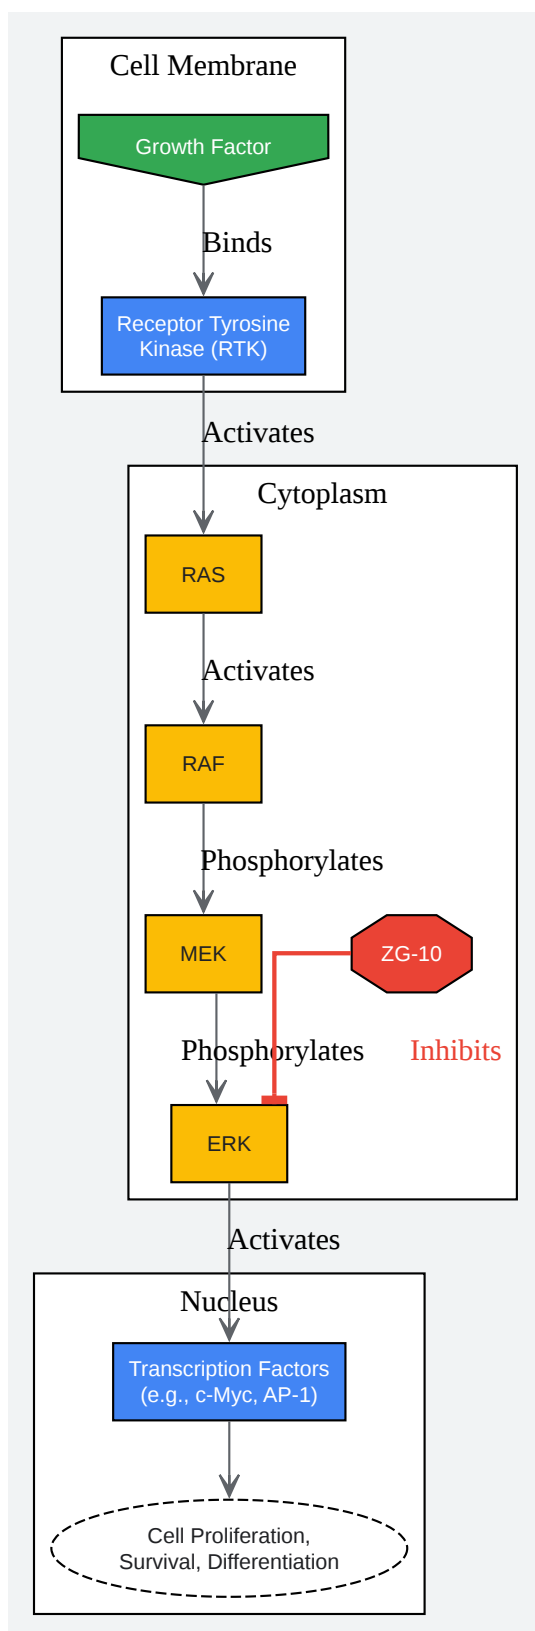 Cell Membrane
Growth Factor
Binds
Receptor Tyrosine
Kinase (RTK)
Activates
Cytoplasm
RAS
Activates
RAF
Phosphorylates
MEK
ZG-10
Phosphorylates
Inhibits
ERK
Activates
Nucleus
Transcription Factors
(e.g., c-Myc, AP-1)
Cell Proliferation,
Survival, Differentiation